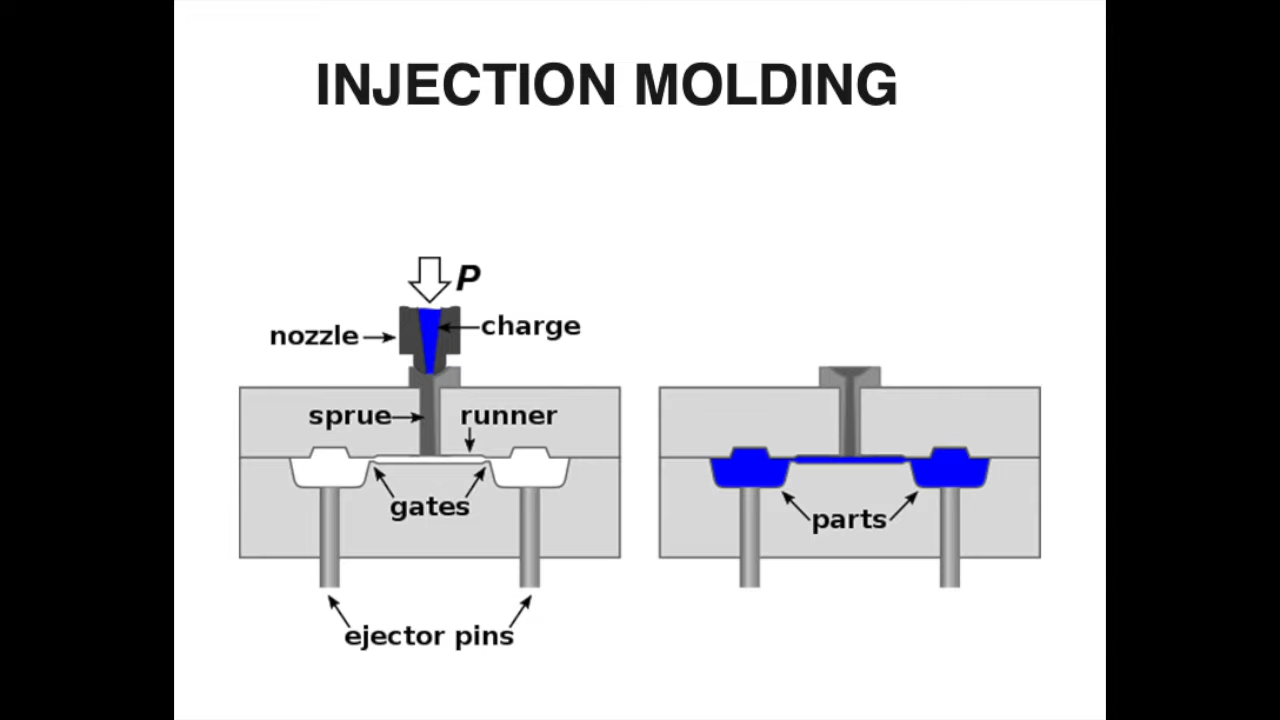 INJECTION MOLDING
P
nozzle
charge
sprue
runner
gates
ejector pins
parts